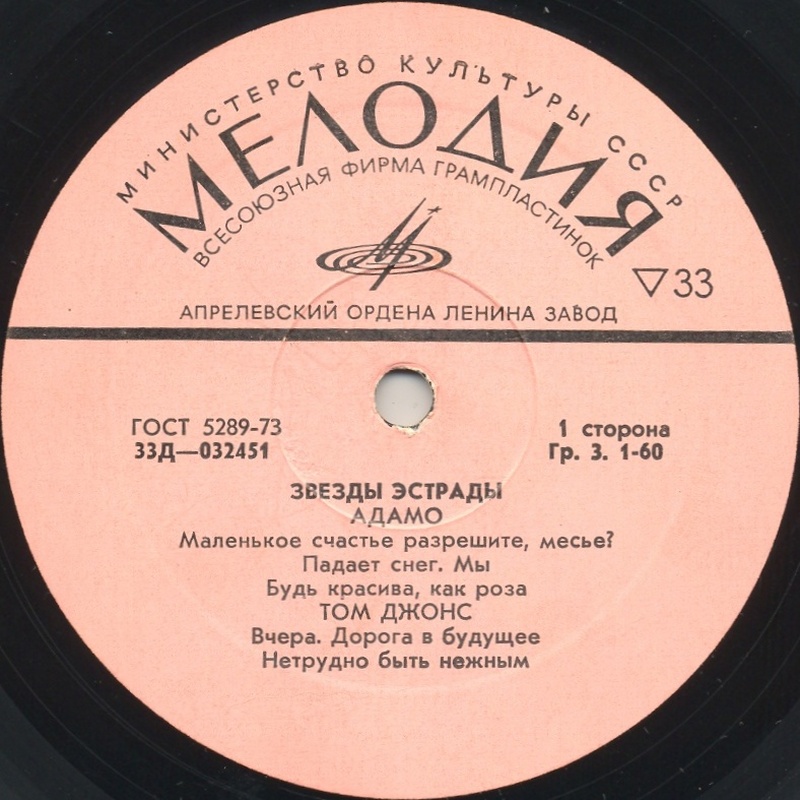 МИНИСТЕРСТВО КУЛЬТУРЫ СССР
МЕЛОДИЯ
ВСЕСОЮЗНАЯ ФИРМА ГРАМПЛАСТИНОК
▽33
АПРЕЛЕВСКИЙ ОРДЕНА ЛЕНИНА ЗАВОД
ГОСТ 5289-73
1 сторона
33Д—032451
Гр. 3. 1-60
ЗВЕЗДЫ ЭСТРАДЫ
АДАМО
Маленькое счастье разрешите, месье?
Падает снег. Мы
Будь красива, как роза
ТОМ ДЖОНС
Вчера. Дорога в будущее
Нетрудно быть нежным